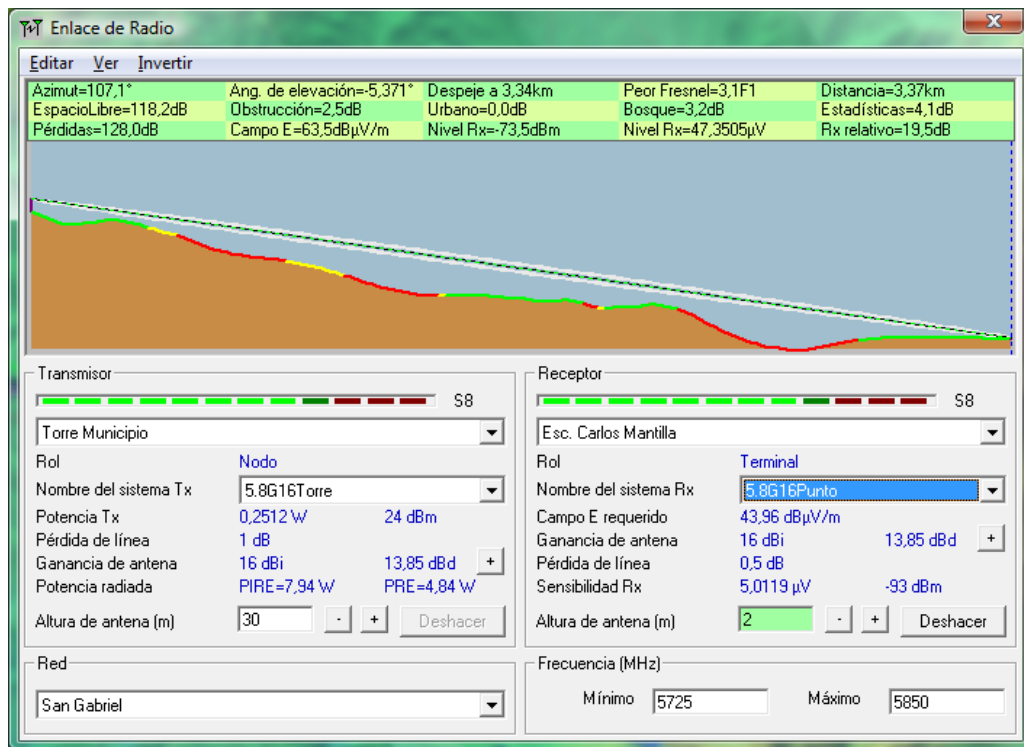 Enlace de Radio
Editar Ver Invertir
Azimut=107,1° Ang. de elevación=-5,371° Despeje a 3,34km Peor Fresnel=3,1F1 Distancia=3,37km
EspacioLibre=118,2dB Obstrucción=2,5dB Urbano=0,0dB Bosque=3,2dB Estadísticas=4,1dB
Pérdidas=128,0dB Campo E=63,5dBµV/m Nivel Rx=-73,5dBm Nivel Rx=47,3505µV Rx relativo=19,5dB
Transmisor
S8
Torre Municipio
Rol Nodo
Nombre del sistema Tx 5.8G16Torre
Potencia Tx 0,2512 W 24 dBm
Pérdida de línea 1 dB
Ganancia de antena 16 dBi 13,85 dBd +
Potencia radiada PIRE=7,94 W PRE=4,84 W
Altura de antena (m) 30 - + Deshacer
Red
San Gabriel
Receptor
S8
Esc. Carlos Mantilla
Rol Terminal
Nombre del sistema Rx 5.8G16Punto
Campo E requerido 43,96 dBµV/m
Ganancia de antena 16 dBi 13,85 dBd +
Pérdida de línea 0,5 dB
Sensibilidad Rx 5,0119 µV -93 dBm
Altura de antena (m) 2 - + Deshacer
Frecuencia (MHz)
Mínimo 5725 Máximo 5850